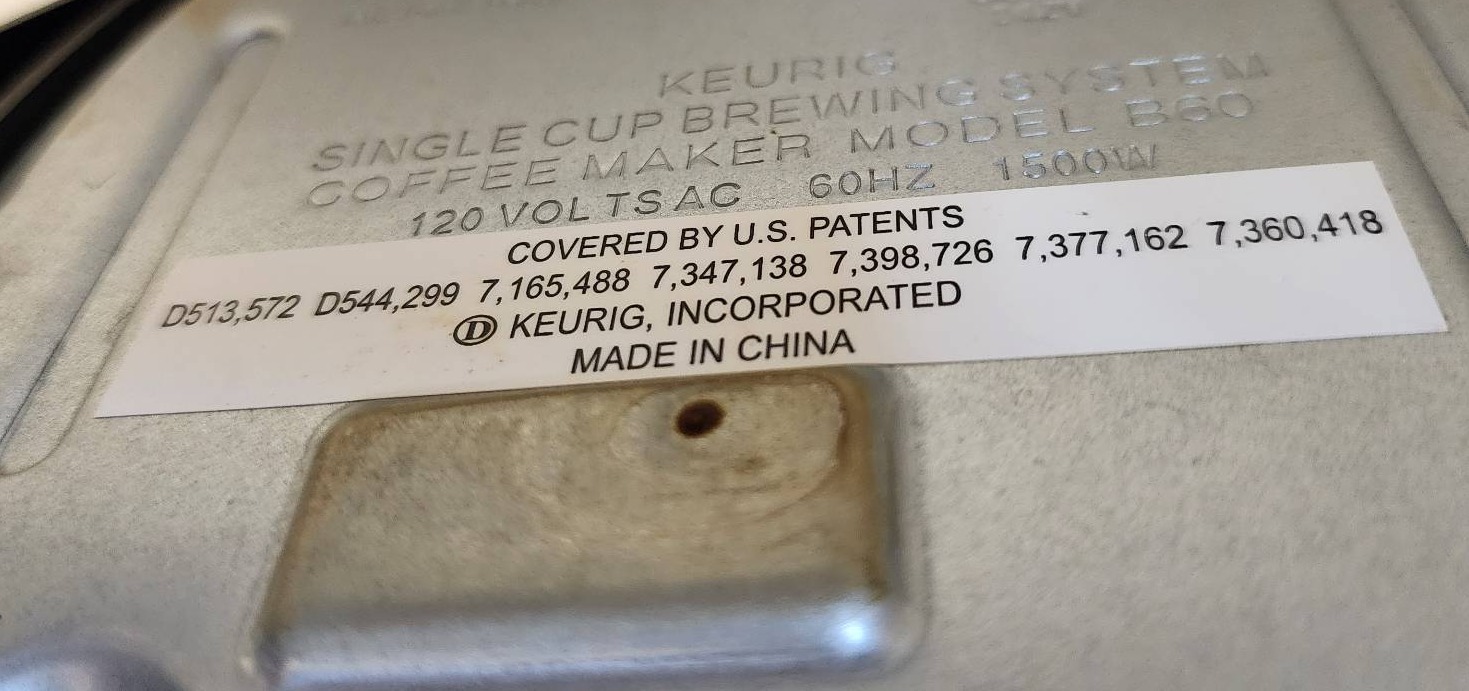 KEURIG
SINGLE CUP BREWING SYSTEM
COFFEE MAKER MODEL B60
120 VOLTS AC 60HZ 1500W
COVERED BY U.S. PATENTS
D513,572 D544,299 7,165,488 7,347,138 7,398,726 7,377,162 7,360,418
D KEURIG, INCORPORATED
MADE IN CHINA